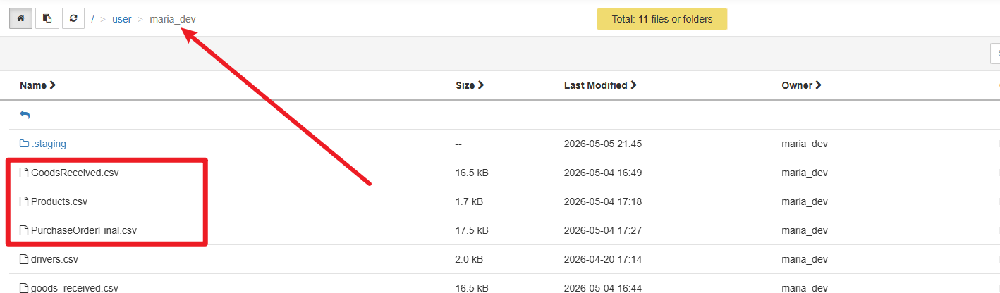 / > user > maria_dev Total: 11 files or folders
Name Size Last Modified Owner
.staging -- 2026-05-05 21:45 maria_dev
GoodsReceived.csv 16.5 kB 2026-05-04 16:49 maria_dev
Products.csv 1.7 kB 2026-05-04 17:18 maria_dev
PurchaseOrderFinal.csv 17.5 kB 2026-05-04 17:27 maria_dev
drivers.csv 2.0 kB 2026-04-20 17:14 maria_dev
goods_received.csv 16.5 kB 2026-05-04 16:44 maria_dev